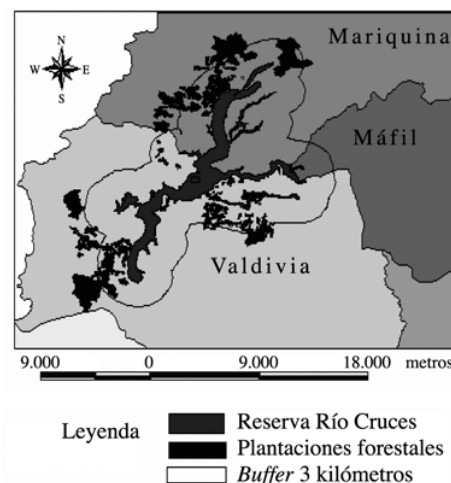 N
W E
S
Mariquina
Máfil
Valdivia
9.000 0 9.000 18.000 metros
Leyenda
Reserva Río Cruces
Plantaciones forestales
Buffer 3 kilómetros